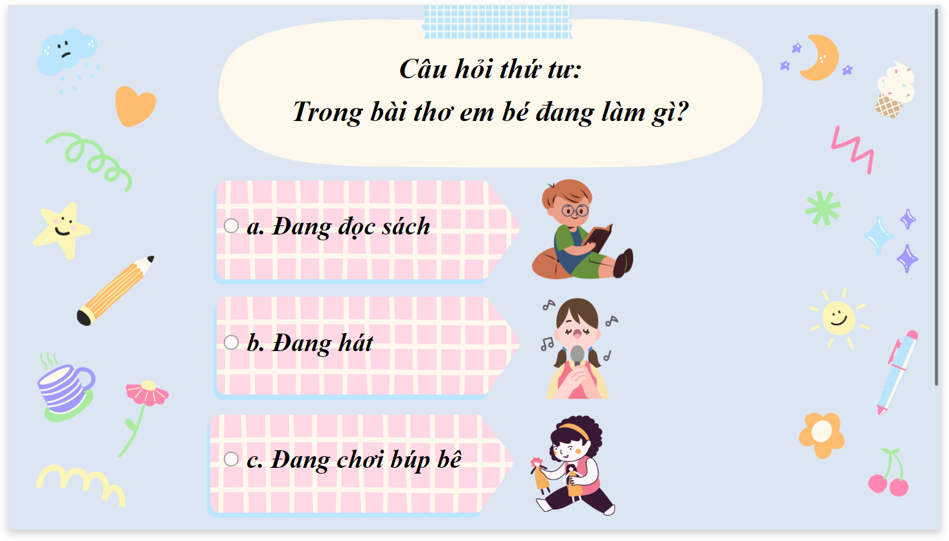 Câu hỏi thứ tư:
Trong bài thơ em bé đang làm gì?
a. Đang đọc sách
b. Đang hát
c. Đang chơi búp bê